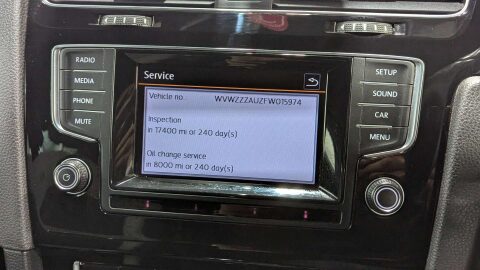 Service
RADIO
MEDIA
PHONE
MUTE
SETUP
SOUND
CAR
MENU
Vehicle no. WVWZZZAUZFW015974
Inspection
in 17400 mi or 240 day(s)
Oil change service
in 8000 mi or 240 day(s)